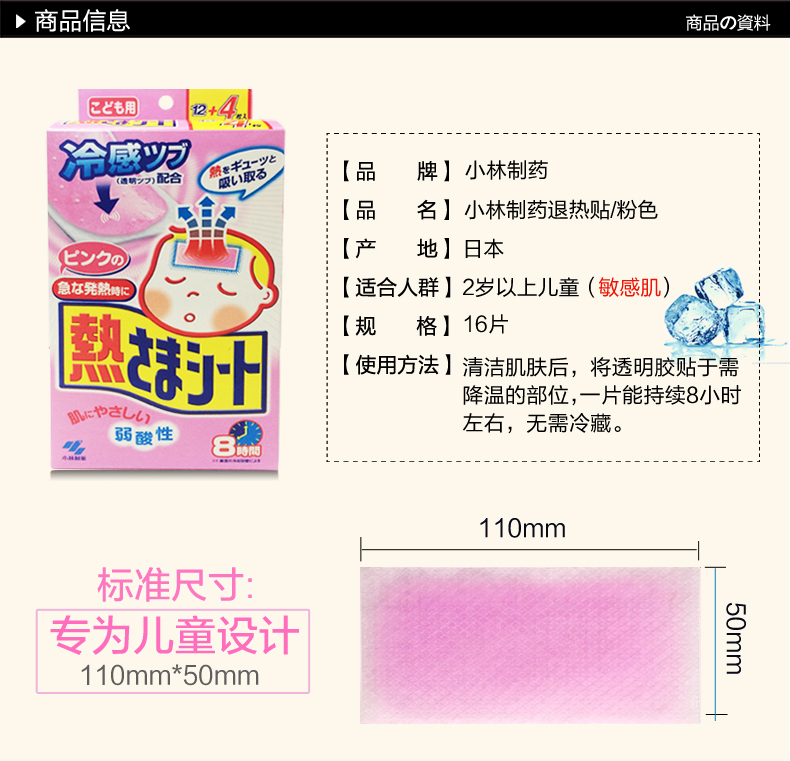 商品信息
商品の資料
こども用
12+4枚入
冷感ツブ
(透明ツブ)配合
熱をギューッと
吸い取る
ピンクの
急な発熱時に
熱さまシート
肌にやさしい
弱酸性
8時間
小林製薬
【品 牌】小林制药
【品 名】小林制药退热贴/粉色
【产 地】日本
【适合人群】2岁以上儿童(敏感肌)
【规 格】16片
【使用方法】清洁肌肤后，将透明胶贴于需
降温的部位,一片能持续8小时
左右，无需冷藏。
110mm
50mm
标准尺寸:
专为儿童设计
110mm*50mm